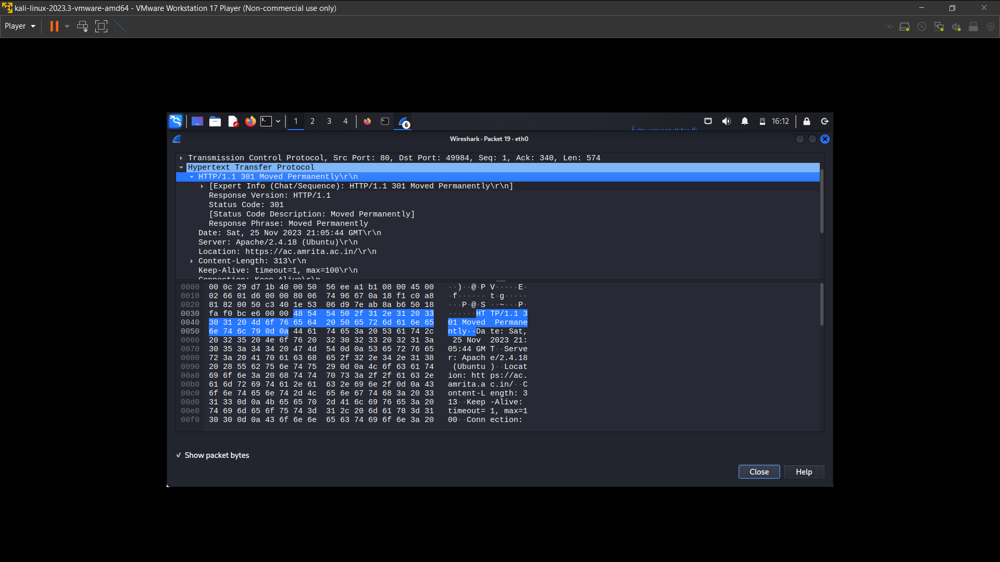 kali-linux-2023.3-vmware-amd64 - VMware Workstation 17 Player (Non-commercial use only)
Player
1 2 3 4 6 16:12
Wireshark · Packet 19 · eth0
Transmission Control Protocol, Src Port: 80, Dst Port: 49984, Seq: 1, Ack: 340, Len: 574
Hypertext Transfer Protocol
HTTP/1.1 301 Moved Permanently\r\n
[Expert Info (Chat/Sequence): HTTP/1.1 301 Moved Permanently\r\n]
Response Version: HTTP/1.1
Status Code: 301
[Status Code Description: Moved Permanently]
Response Phrase: Moved Permanently
Date: Sat, 25 Nov 2023 21:05:44 GMT\r\n
Server: Apache/2.4.18 (Ubuntu)\r\n
Location: https://ac.amrita.ac.in/\r\n
Content-Length: 313\r\n
Keep-Alive: timeout=1, max=100\r\n
Connection: Keep-Alive\r\n
0000 00 0c 29 d7 1b 40 00 50 56 ee a1 b1 08 00 45 00 ··)··@·P V·····E·
0010 02 66 01 d6 00 00 80 06 74 96 67 0a 18 f1 c0 a8 ·f······ t·g·····
0020 81 82 00 50 c3 40 1e 53 06 d9 7e ab 8a b6 50 18 ···P·@·S ··~···P·
0030 fa f0 bc e6 00 00 48 54 54 50 2f 31 2e 31 20 33 ······HT TP/1.1 3
0040 30 31 20 4d 6f 76 65 64 20 50 65 72 6d 61 6e 65 01 Moved  Permane
0050 6e 74 6c 79 0d 0a 44 61 74 65 3a 20 53 61 74 2c ntly··Da te: Sat,
0060 20 32 35 20 4e 6f 76 20 32 30 32 33 20 32 31 3a 25 Nov  2023 21:
0070 30 35 3a 34 34 20 47 4d 54 0d 0a 53 65 72 76 65 05:44 GM T··Serve
0080 72 3a 20 41 70 61 63 68 65 2f 32 2e 34 2e 31 38 r: Apach e/2.4.18
0090 20 28 55 62 75 6e 74 75 29 0d 0a 4c 6f 63 61 74 (Ubuntu )··Locat
00a0 69 6f 6e 3a 20 68 74 74 70 73 3a 2f 2f 61 63 2e ion: htt ps://ac.
00b0 61 6d 72 69 74 61 2e 61 63 2e 69 6e 2f 0d 0a 43 amrita.a c.in/··C
00c0 6f 6e 74 65 6e 74 2d 4c 65 6e 67 74 68 3a 20 33 ontent-L ength: 3
00d0 31 33 0d 0a 4b 65 65 70 2d 41 6c 69 76 65 3a 20 13··Keep -Alive:
00e0 74 69 6d 65 6f 75 74 3d 31 2c 20 6d 61 78 3d 31 timeout= 1, max=1
00f0 30 30 0d 0a 43 6f 6e 6e 65 63 74 69 6f 6e 3a 20 00··Conn ection:
Show packet bytes
Close Help